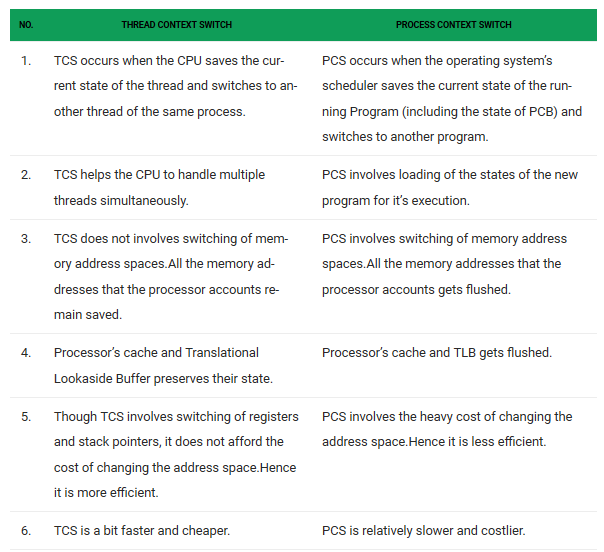 NO. THREAD CONTEXT SWITCH PROCESS CONTEXT SWITCH
1. TCS occurs when the CPU saves the cur-
rent state of the thread and switches to an-
other thread of the same process.
PCS occurs when the operating system's
scheduler saves the current state of the run-
ning Program (including the state of PCB) and
switches to another program.
2. TCS helps the CPU to handle multiple
threads simultaneously.
PCS involves loading of the states of the new
program for it's execution.
3. TCS does not involves switching of mem-
ory address spaces.All the memory ad-
dresses that the processor accounts re-
main saved.
PCS involves switching of memory address
spaces.All the memory addresses that the
processor accounts gets flushed.
4. Processor's cache and Translational
Lookaside Buffer preserves their state.
Processor's cache and TLB gets flushed.
5. Though TCS involves switching of registers
and stack pointers, it does not afford the
cost of changing the address space.Hence
it is more efficient.
PCS involves the heavy cost of changing the
address space.Hence it is less efficient.
6. TCS is a bit faster and cheaper.
PCS is relatively slower and costlier.